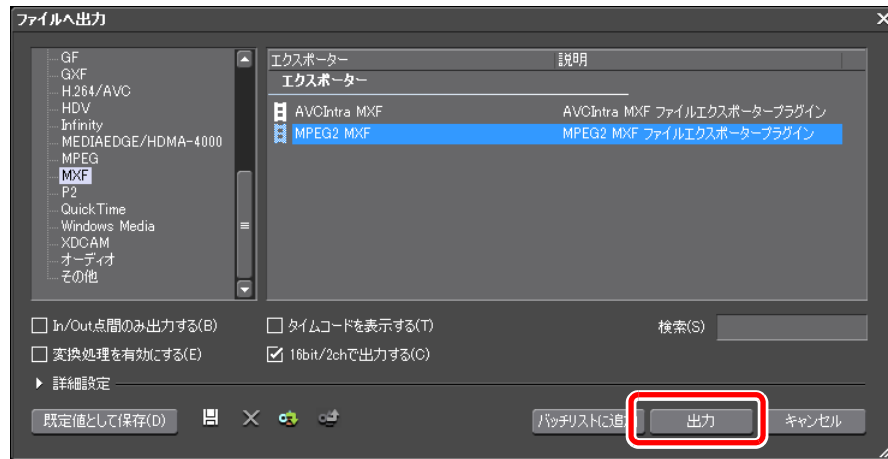 ファイルへ出力
GF
GXF
H.264/AVC
HDV
Infinity
MEDIAEDGE/HDMA-4000
MPEG
MXF
P2
QuickTime
Windows Media
XDCAM
オーディオ
その他
エクスポーター 説明
エクスポーター
AVCIntra MXF AVCIntra MXF ファイルエクスポータープラグイン
MPEG2 MXF MPEG2 MXF ファイルエクスポータープラグイン
In/Out点間のみ出力する(B) タイムコードを表示する(T) 検索(S)
変換処理を有効にする(E) 16bit/2chで出力する(C)
詳細設定
既定値として保存(D) バッチリストに追 出力 キャンセル